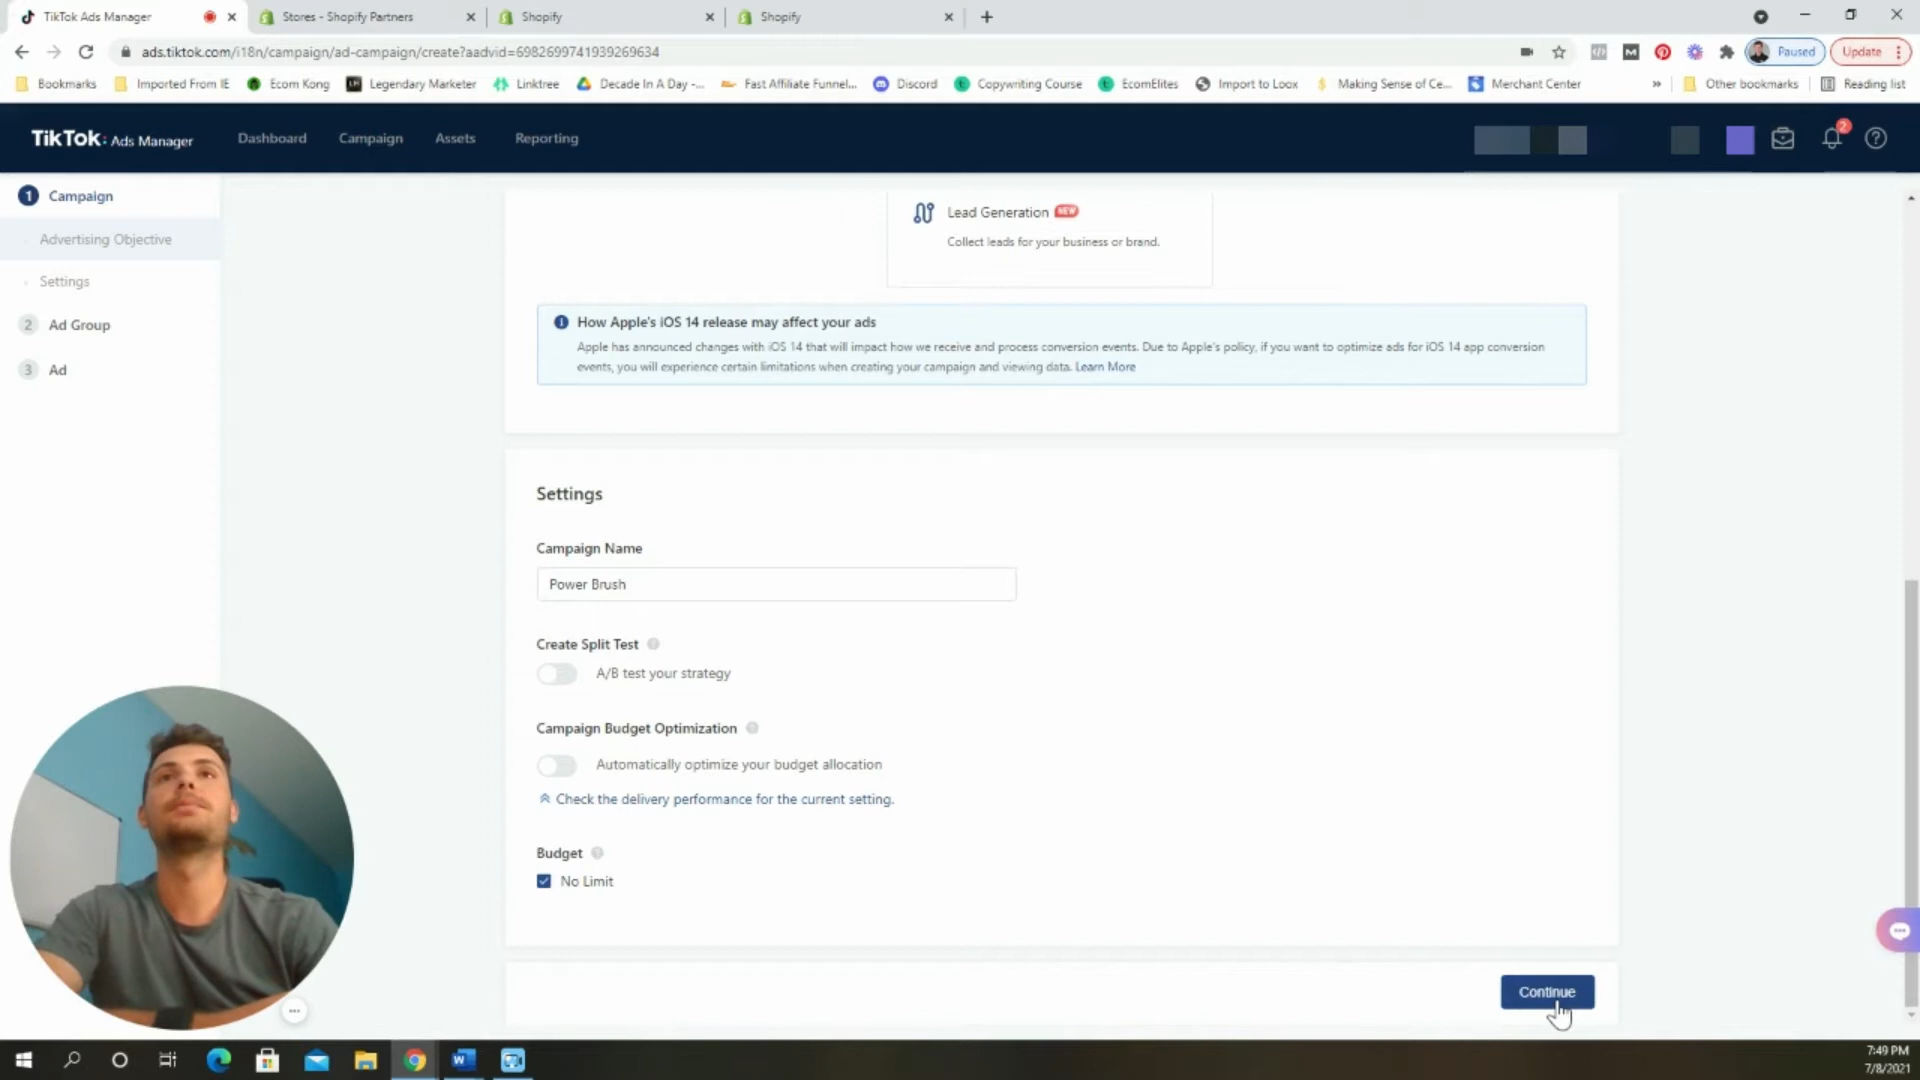 TikTok Ads Manager
Stores - Shopify Partners
Shopify
Shopify
ads.tiktok.com/i18n/campaign/ad-campaign/create?aadvid=6982699741939269634
Paused
Update
Bookmarks
Imported From IE
Ecom Kong
Legendary Marketer
Linktree
Decade In A Day -...
Fast Affiliate Funnel...
Discord
Copywriting Course
EcomElites
Import to Loox
Making Sense of Ce...
Merchant Center
»
Other bookmarks
Reading list
TikTok: Ads Manager
Dashboard
Campaign
Assets
Reporting
2
1 Campaign
Advertising Objective
Settings
2 Ad Group
3 Ad
Lead Generation NEW
Collect leads for your business or brand.
How Apple's iOS 14 release may affect your ads
Apple has announced changes with iOS 14 that will impact how we receive and process conversion events. Due to Apple's policy, if you want to optimize ads for iOS 14 app conversion
events, you will experience certain limitations when creating your campaign and viewing data. Learn More
Settings
Campaign Name
Power Brush
Create Split Test
A/B test your strategy
Campaign Budget Optimization
Automatically optimize your budget allocation
Check the delivery performance for the current setting.
Budget
No Limit
Continue
7:49 PM
7/8/2021